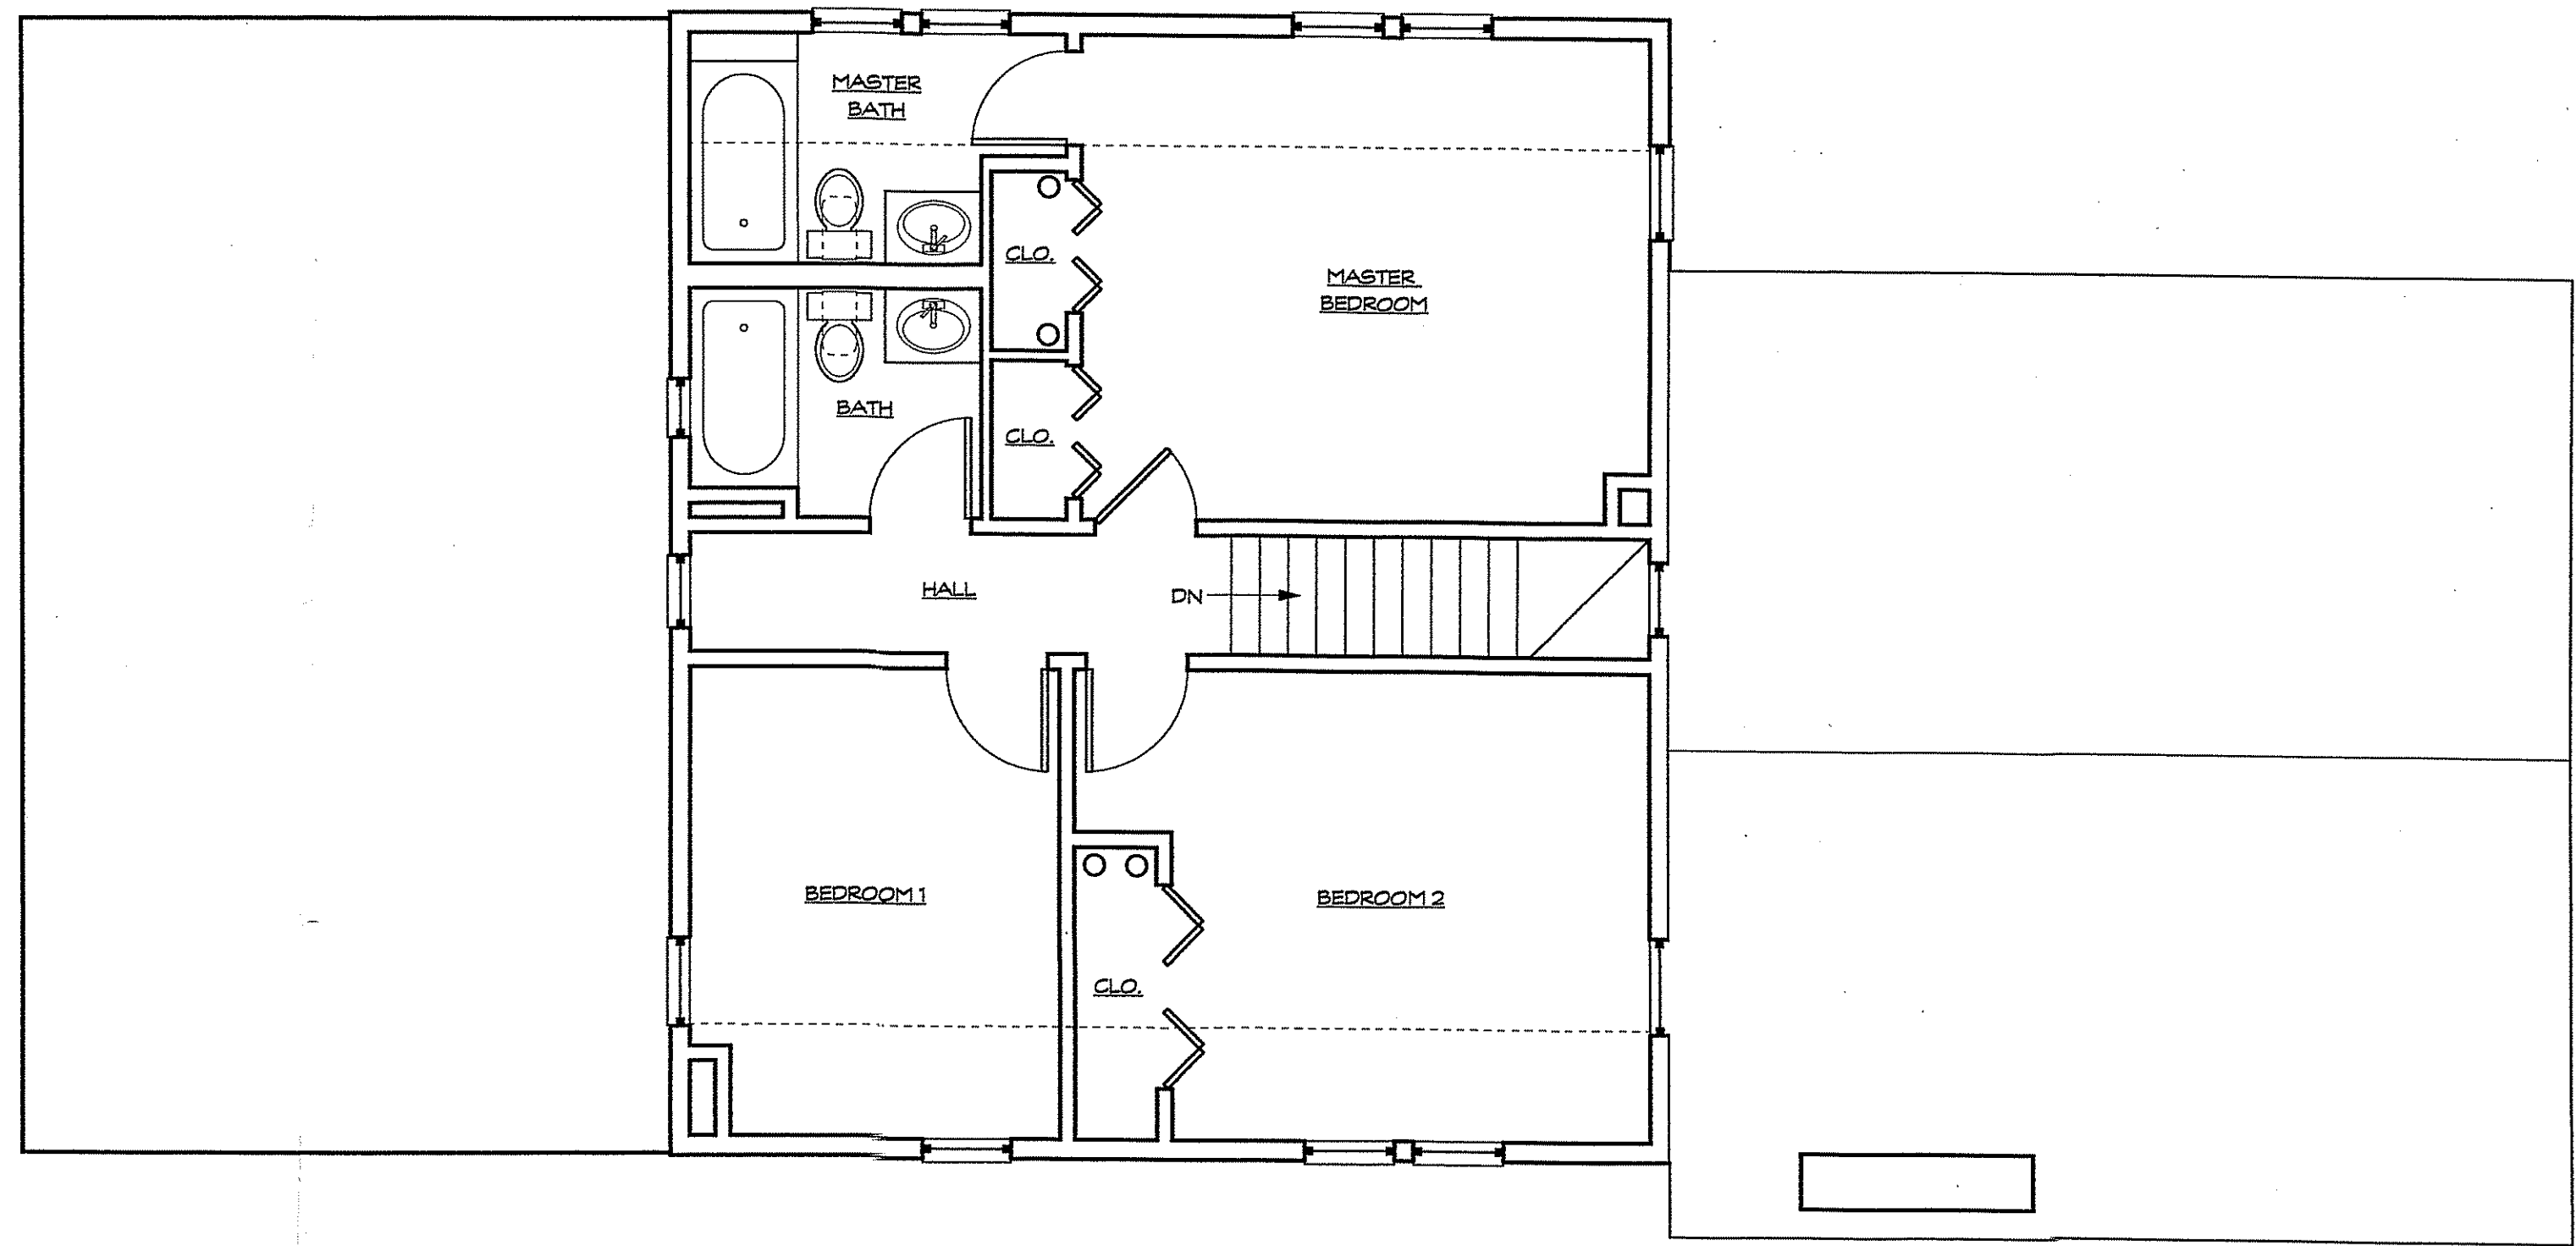 MASTER
BATH
CLO.
MASTER
BEDROOM
BATH
CLO.
HALL
DN
BEDROOM 1
BEDROOM 2
CLO.